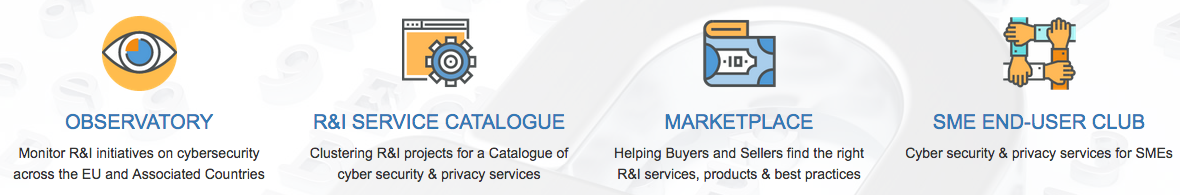 OBSERVATORY
Monitor R&I initiatives on cybersecurity
across the EU and Associated Countries
R&I SERVICE CATALOGUE
Clustering R&I projects for a Catalogue of
cyber security & privacy services
MARKETPLACE
Helping Buyers and Sellers find the right
R&I services, products & best practices
SME END-USER CLUB
Cyber security & privacy services for SMEs